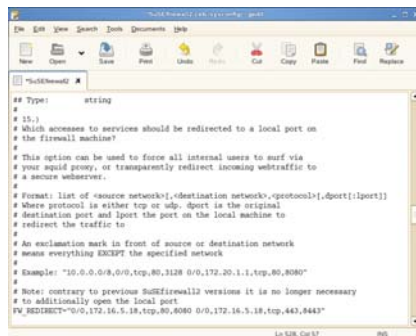 *SuSEfirewall2 (/etc/sysconfig) - gedit
File Edit View Search Tools Documents Help
New Open Save Print Undo Redo Cut Copy Paste Find Replace
*SuSEfirewall2
## Type: string
#
# 15.)
# Which accesses to services should be redirected to a local port on
# the firewall machine?
#
# This option can be used to force all internal users to surf via
# your squid proxy, or transparently redirect incoming webtraffic to
# a secure webserver.
#
# Format: list of <source network>[,<destination network>,<protocol>[,dport[:lport]]
# Where protocol is either tcp or udp. dport is the original
# destination port and lport the port on the local machine to
# redirect the traffic to
#
# An exclamation mark in front of source or destination network
# means everything EXCEPT the specified network
#
# Example: "10.0.0.0/8,0/0,tcp,80,3128 0/0,172.20.1.1,tcp,80,8080"
#
# Note: contrary to previous SuSEfirewall2 versions it is no longer necessary
# to additionally open the local port
FW_REDIRECT="0/0,172.16.5.18,tcp,80,8080 0/0,172.16.5.18,tcp,443,8443"
Ln 528, Col 57 INS